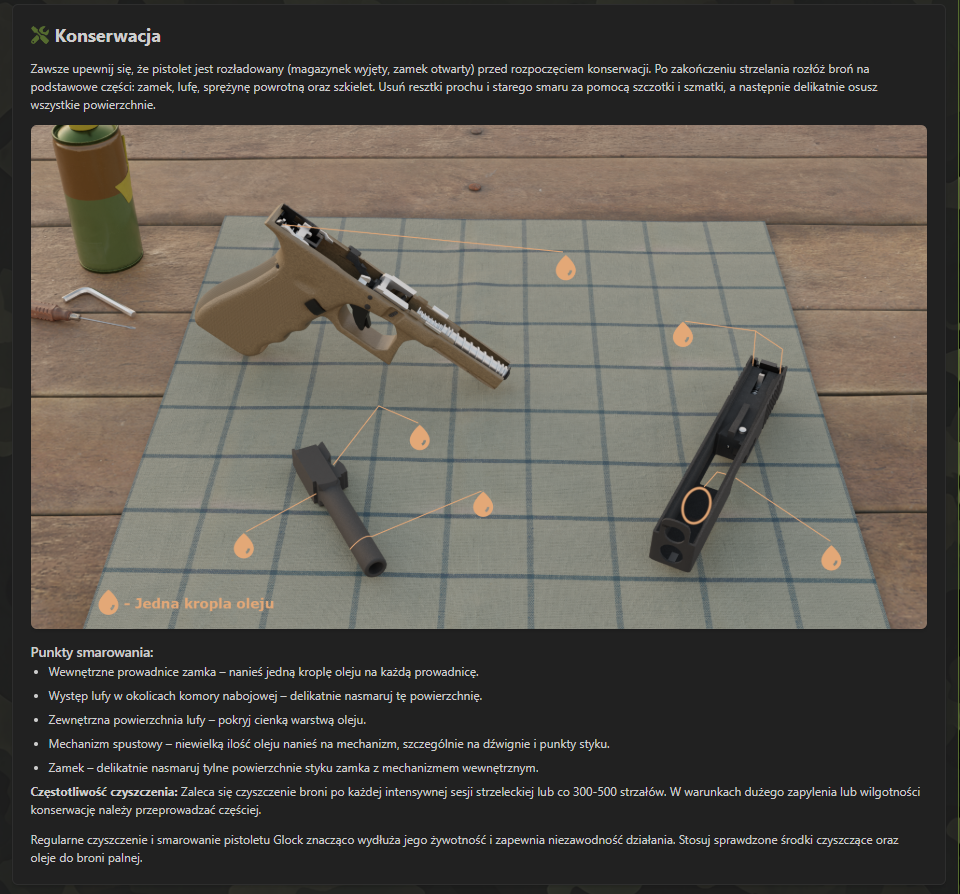 Konserwacja
Zawsze upewnij się, że pistolet jest rozładowany (magazynek wyjęty, zamek otwarty) przed rozpoczęciem konserwacji. Po zakończeniu strzelania rozłóż broń na
podstawowe części: zamek, lufę, sprężynę powrotną oraz szkielet. Usuń resztki prochu i starego smaru za pomocą szczotki i szmatki, a następnie delikatnie osusz
wszystkie powierzchnie.
- Jedna kropla oleju
Punkty smarowania:
• Wewnętrzne prowadnice zamka – nanieś jedną kroplę oleju na każdą prowadnicę.
• Występ lufy w okolicach komory nabojowej – delikatnie nasmaruj tę powierzchnię.
• Zewnętrzna powierzchnia lufy – pokryj cienką warstwą oleju.
• Mechanizm spustowy – niewielką ilość oleju nanieś na mechanizm, szczególnie na dźwignie i punkty styku.
• Zamek – delikatnie nasmaruj tylne powierzchnie styku zamka z mechanizmem wewnętrznym.
Częstotliwość czyszczenia: Zaleca się czyszczenie broni po każdej intensywnej sesji strzeleckiej lub co 300-500 strzałów. W warunkach dużego zapylenia lub wilgotności
konserwację należy przeprowadzać częściej.
Regularne czyszczenie i smarowanie pistoletu Glock znacząco wydłuża jego żywotność i zapewnia niezawodność działania. Stosuj sprawdzone środki czyszczące oraz
oleje do broni palnej.